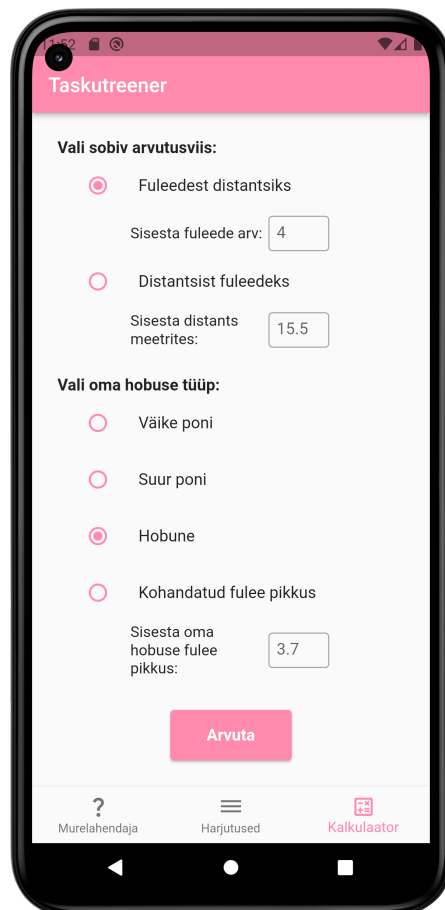 11:52
Taskutreener
Vali sobiv arvutusviis:
Fuleedest distantsiks
Sisesta fuleede arv: 4
Distantsist fuleedeks
Sisesta distants
meetrites:
15.5
Vali oma hobuse tüüp:
Väike poni
Suur poni
Hobune
Kohandatud fulee pikkus
Sisesta oma
hobuse fulee
pikkus:
3.7
Arvuta
Murelahendaja Harjutused Kalkulaator